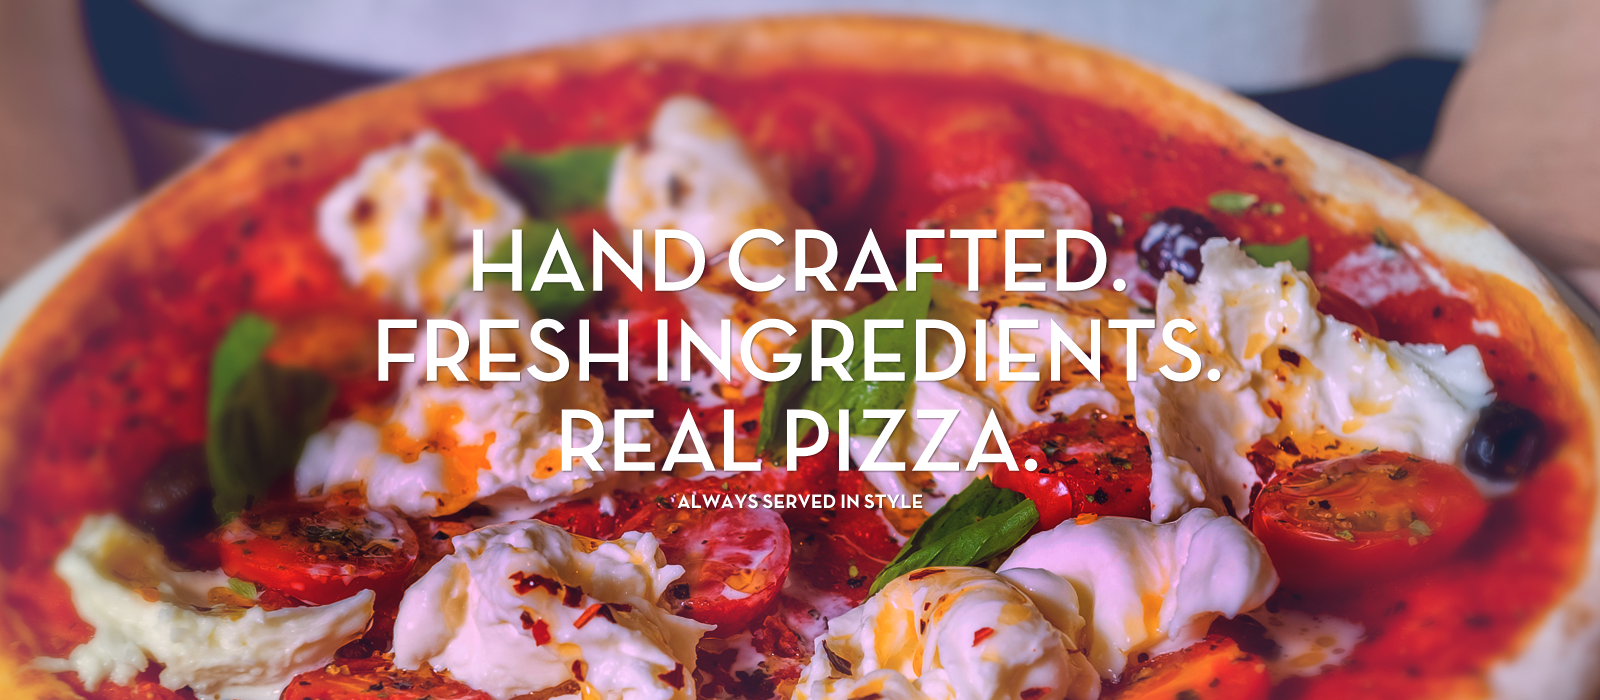 HAND CRAFTED.
FRESH INGREDIENTS.
REAL PIZZA.
*ALWAYS SERVED IN STYLE